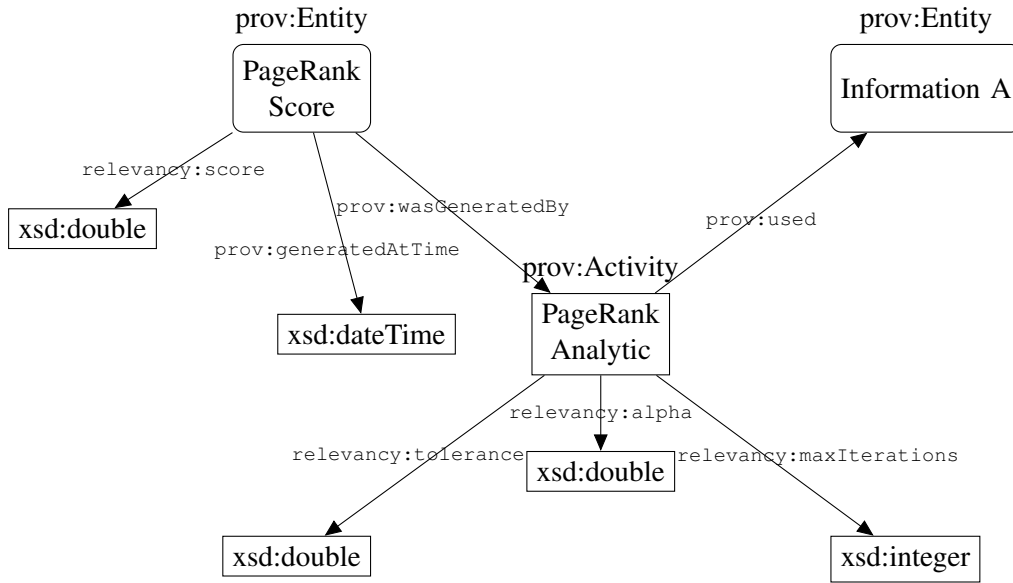 prov:Entity
prov:Entity
PageRank
Score
Information A
relevancy:score
prov:wasGeneratedBy
prov:used
xsd:double
prov:generatedAtTime
prov:Activity
PageRank
Analytic
xsd:dateTime
relevancy:alpha
relevancy:tolerance
relevancy:maxIterations
xsd:double
xsd:double
xsd:integer